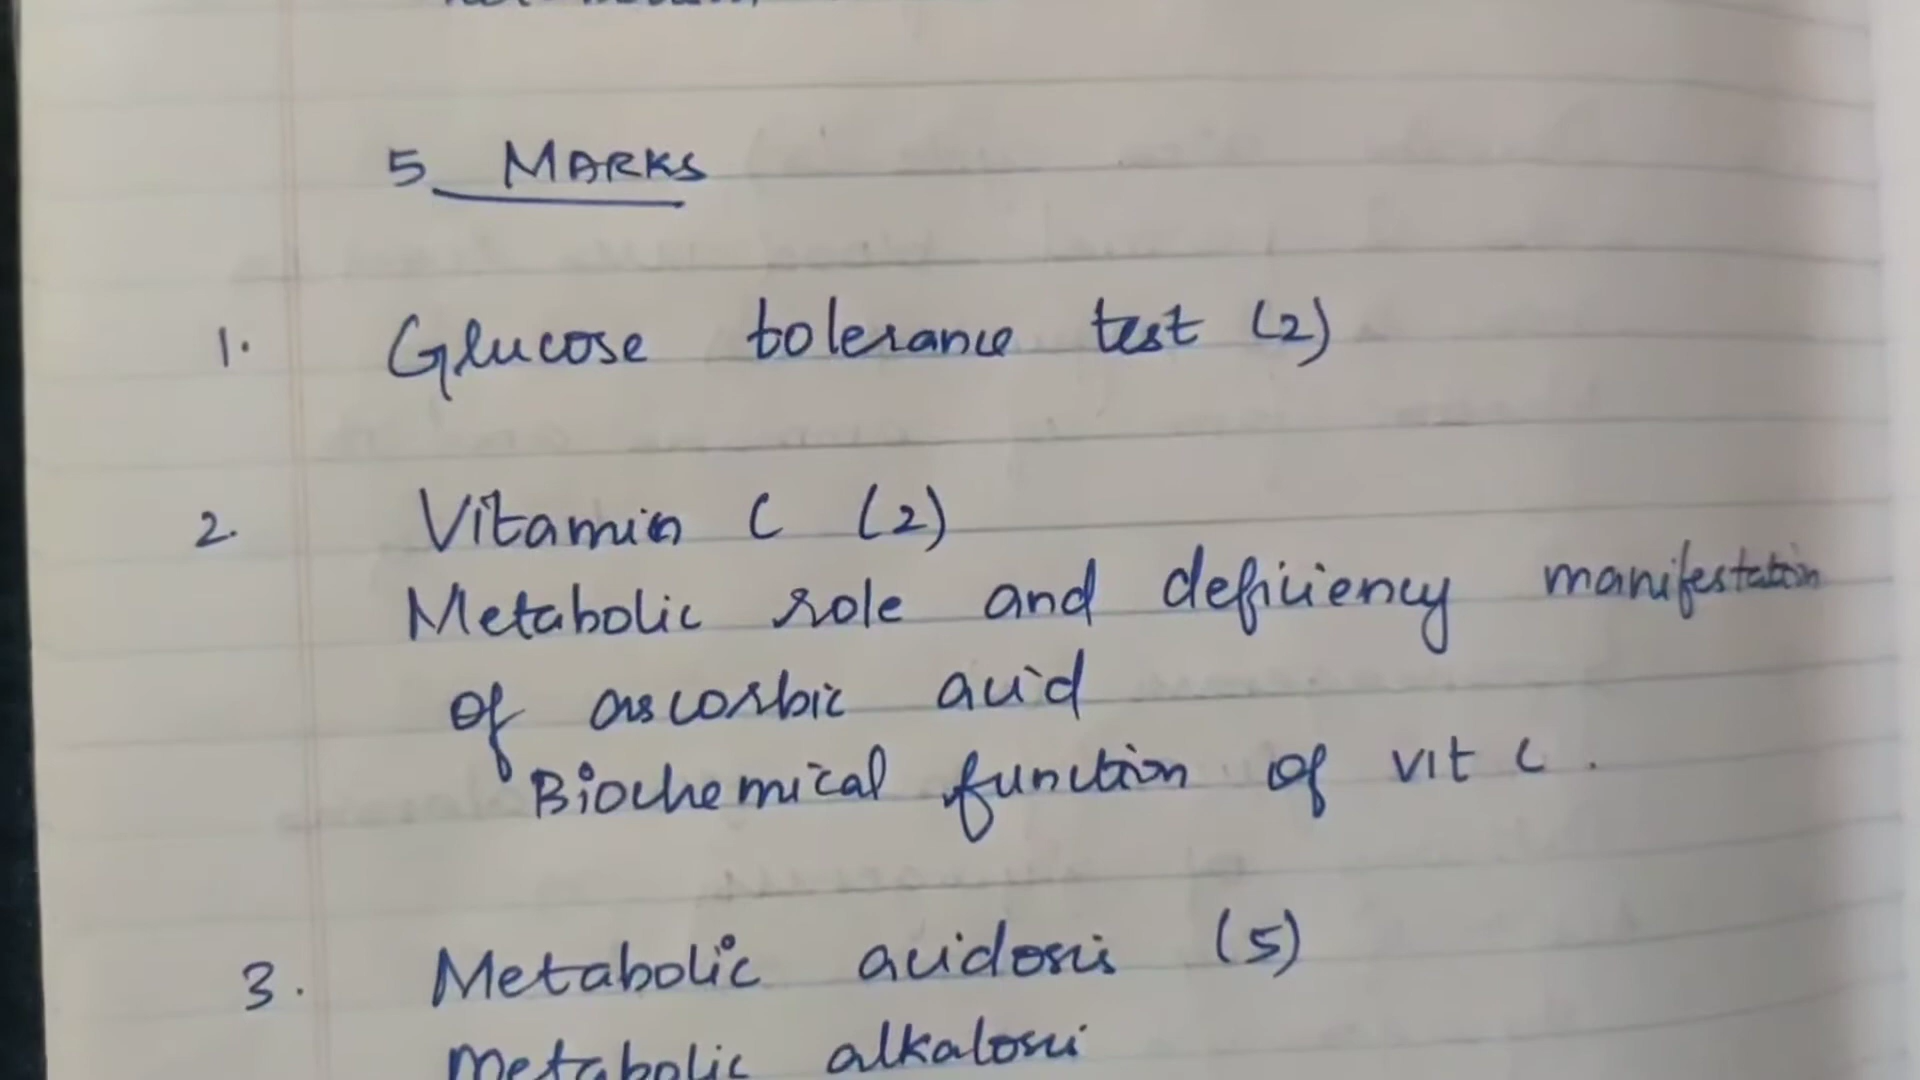 5 MARKS
1. Glucose tolerance test (2)
2. Vitamin C (2)
Metabolic role and deficiency manifestation
of ascorbic acid
Biochemical function of vit C.
3. Metabolic acidosis (5)
Metabolic alkalosis